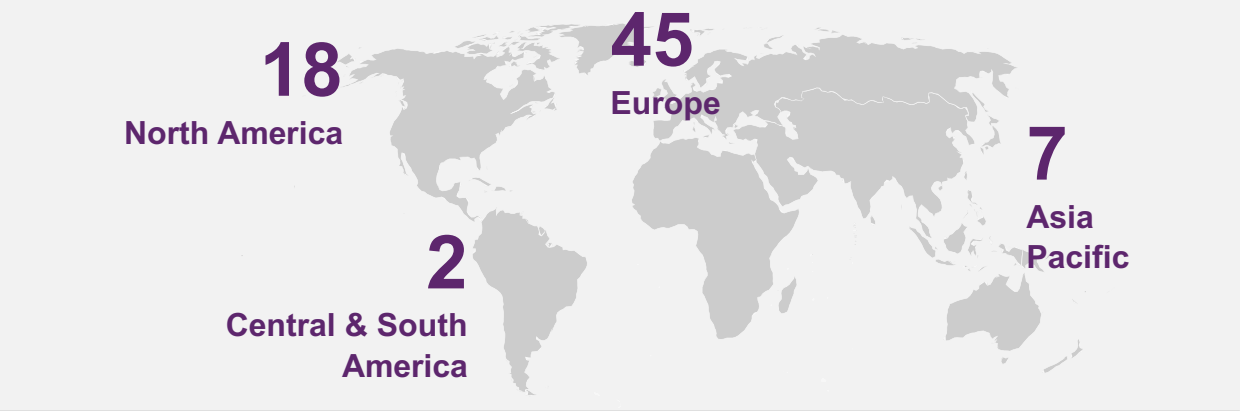 18
North America
45
Europe
7
Asia
Pacific
2
Central & South
America